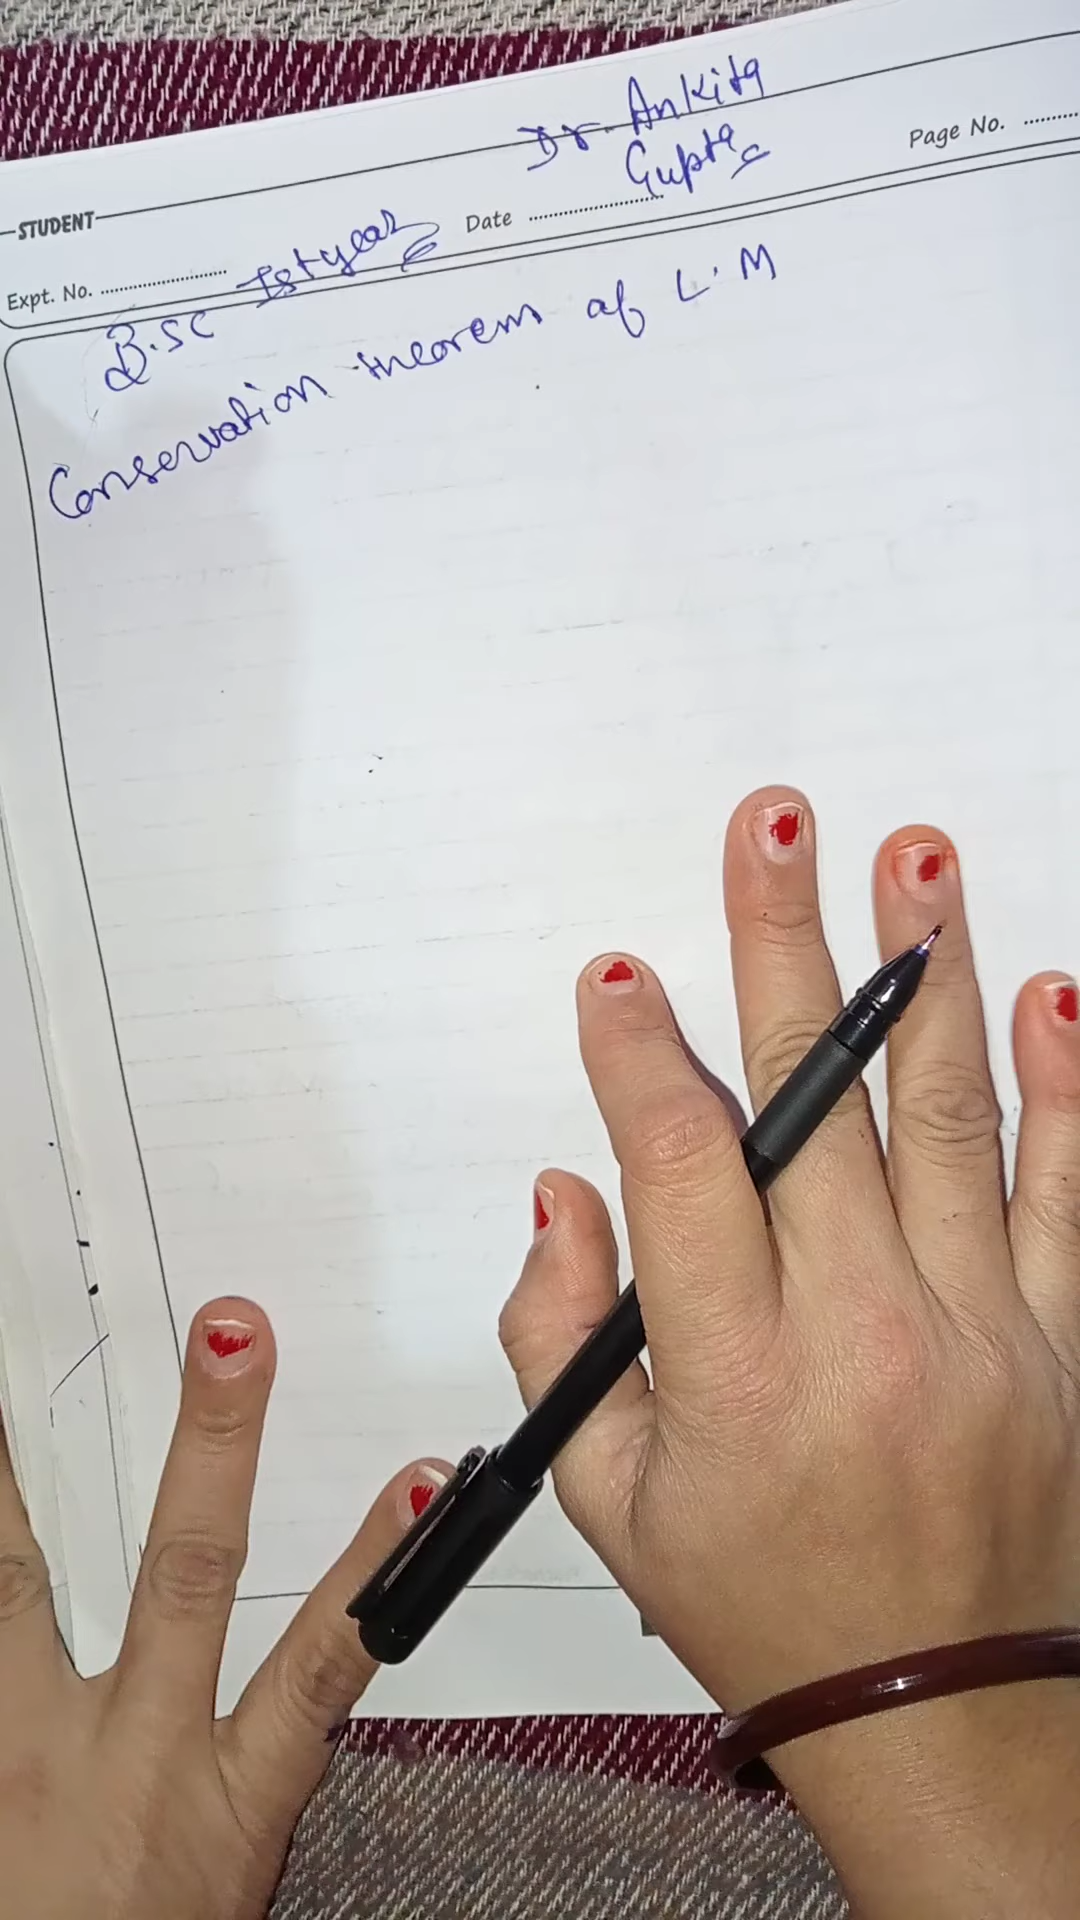 Dr. Ankita
Gupta
Page No. ..........
STUDENT
Date ......................
Expt. No. ......................
B.sc Ist year
Conservation theorem of L.M